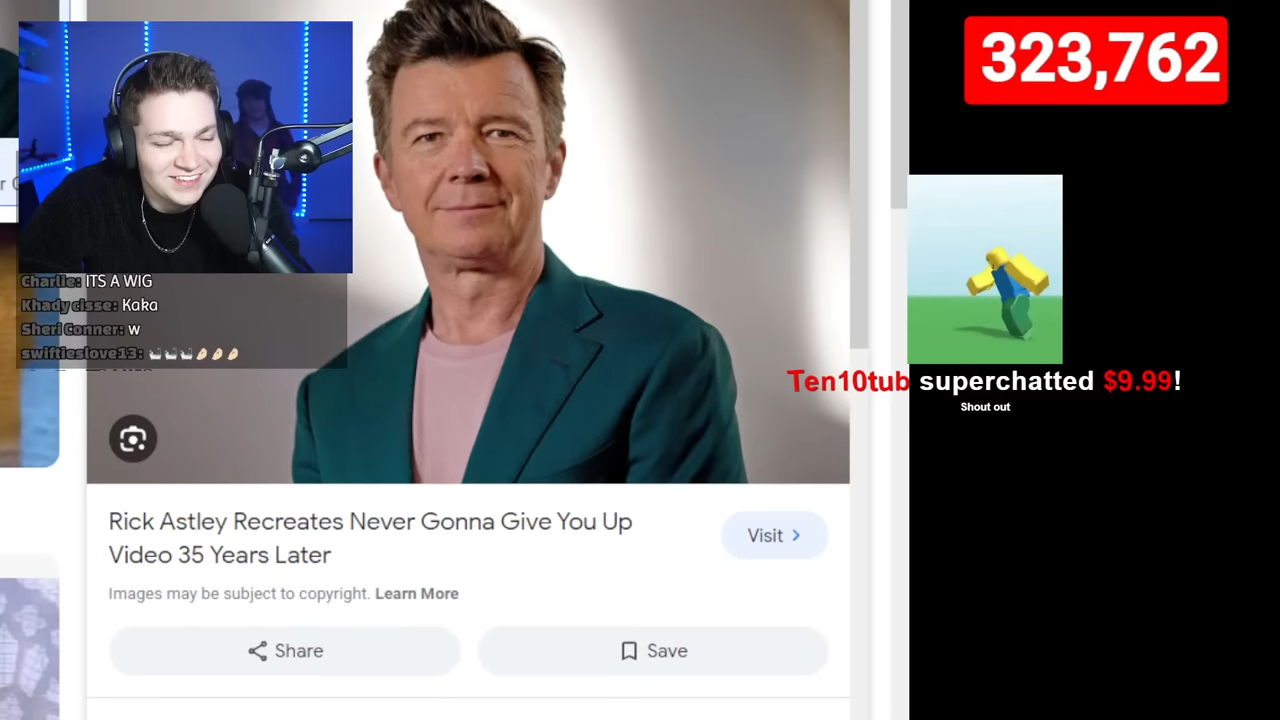 323,762
Charlie: ITS A WIG
Khady cisse: Kaka
Sheri Conner: w
swiftieslove13:
Ten10tub superchatted $9.99!
Shout out
Rick Astley Recreates Never Gonna Give You Up
Video 35 Years Later
Visit
Images may be subject to copyright. Learn More
Share
Save